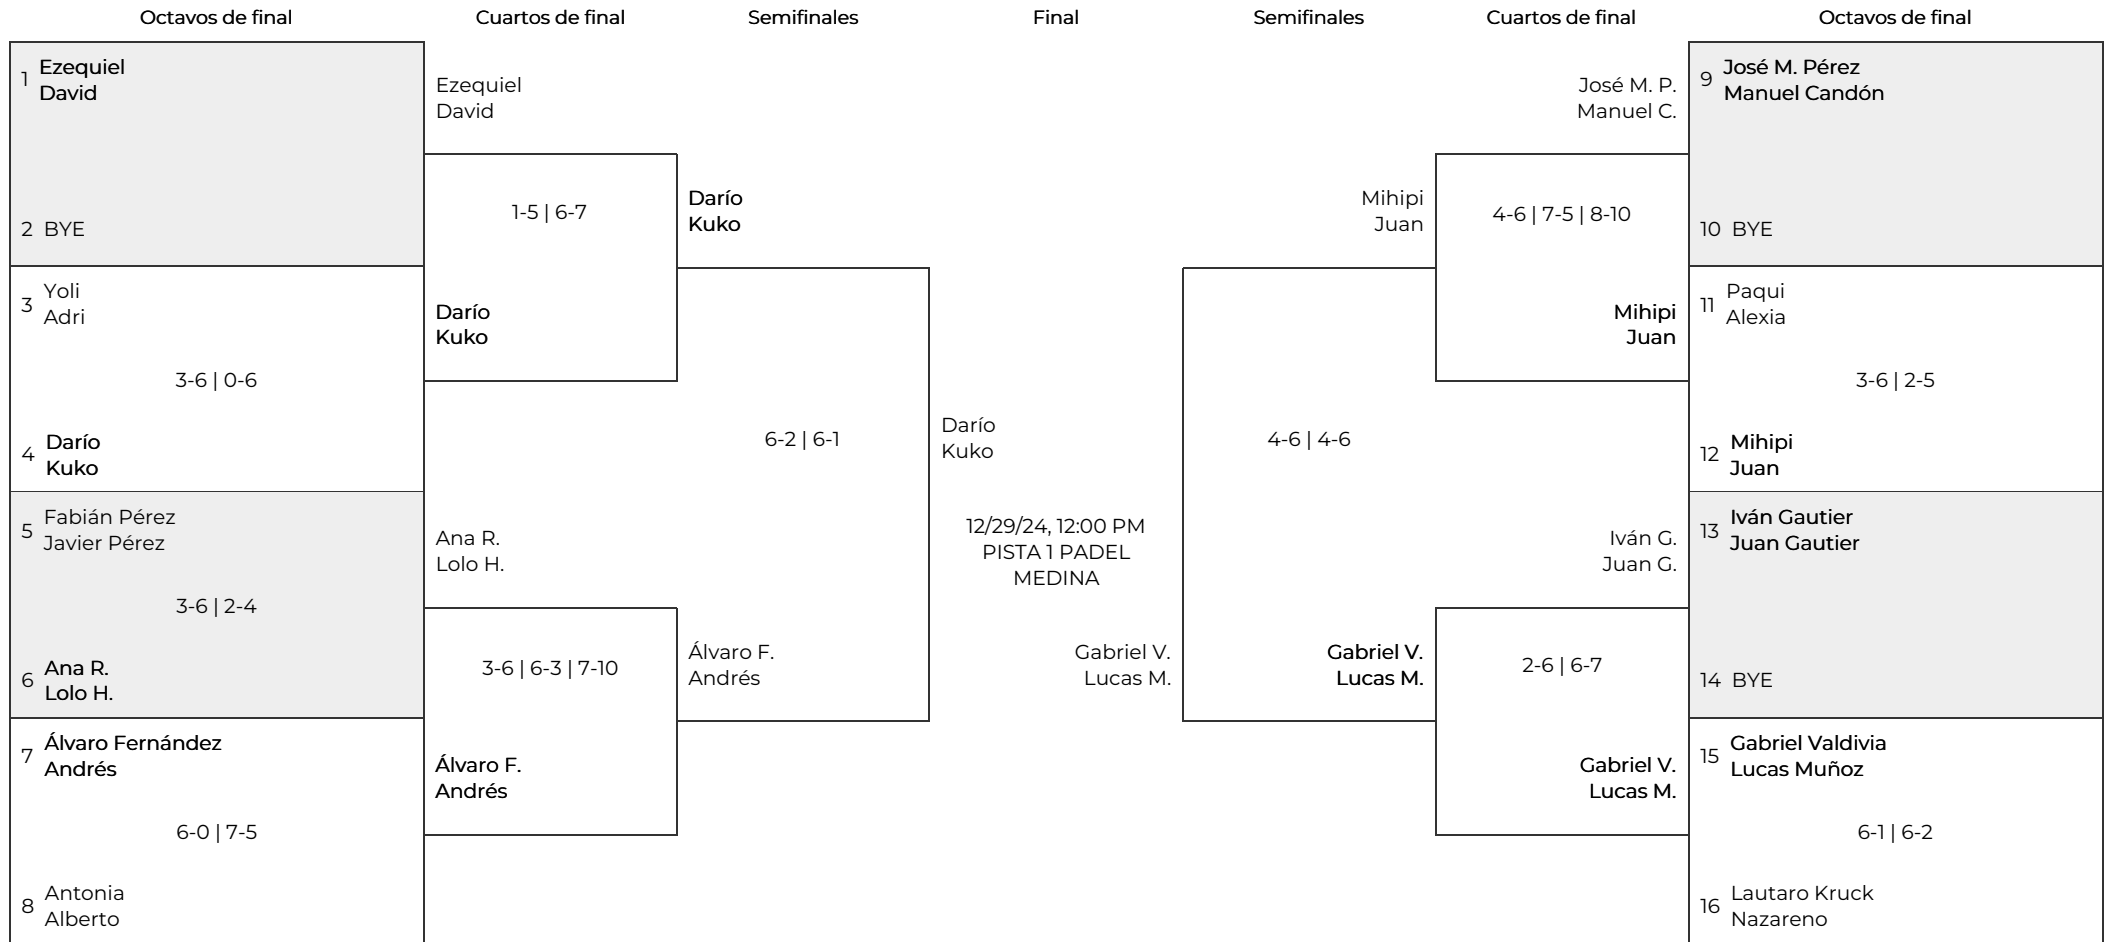 Octavos de final
Cuartos de final
Semifinales
Final
Semifinales
Cuartos de final
Octavos de final
1
Ezequiel
David
2 BYE
3
Yoli
Adri
3-6 | 0-6
4
Darío
Kuko
5
Fabián Pérez
Javier Pérez
3-6 | 2-4
6
Ana R.
Lolo H.
7
Álvaro Fernández
Andrés
6-0 | 7-5
8
Antonia
Alberto
Ezequiel
David
1-5 | 6-7
Darío
Kuko
Ana R.
Lolo H.
3-6 | 6-3 | 7-10
Álvaro F.
Andrés
Darío
Kuko
6-2 | 6-1
Álvaro F.
Andrés
Darío
Kuko
12/29/24, 12:00 PM
PISTA 1 PADEL
MEDINA
Gabriel V.
Lucas M.
Mihipi
Juan
4-6 | 4-6
Gabriel V.
Lucas M.
José M. P.
Manuel C.
4-6 | 7-5 | 8-10
Mihipi
Juan
Iván G.
Juan G.
2-6 | 6-7
Gabriel V.
Lucas M.
9
José M. Pérez
Manuel Candón
10 BYE
11
Paqui
Alexia
3-6 | 2-5
12
Mihipi
Juan
13
Iván Gautier
Juan Gautier
14 BYE
15
Gabriel Valdivia
Lucas Muñoz
6-1 | 6-2
16
Lautaro Kruck
Nazareno